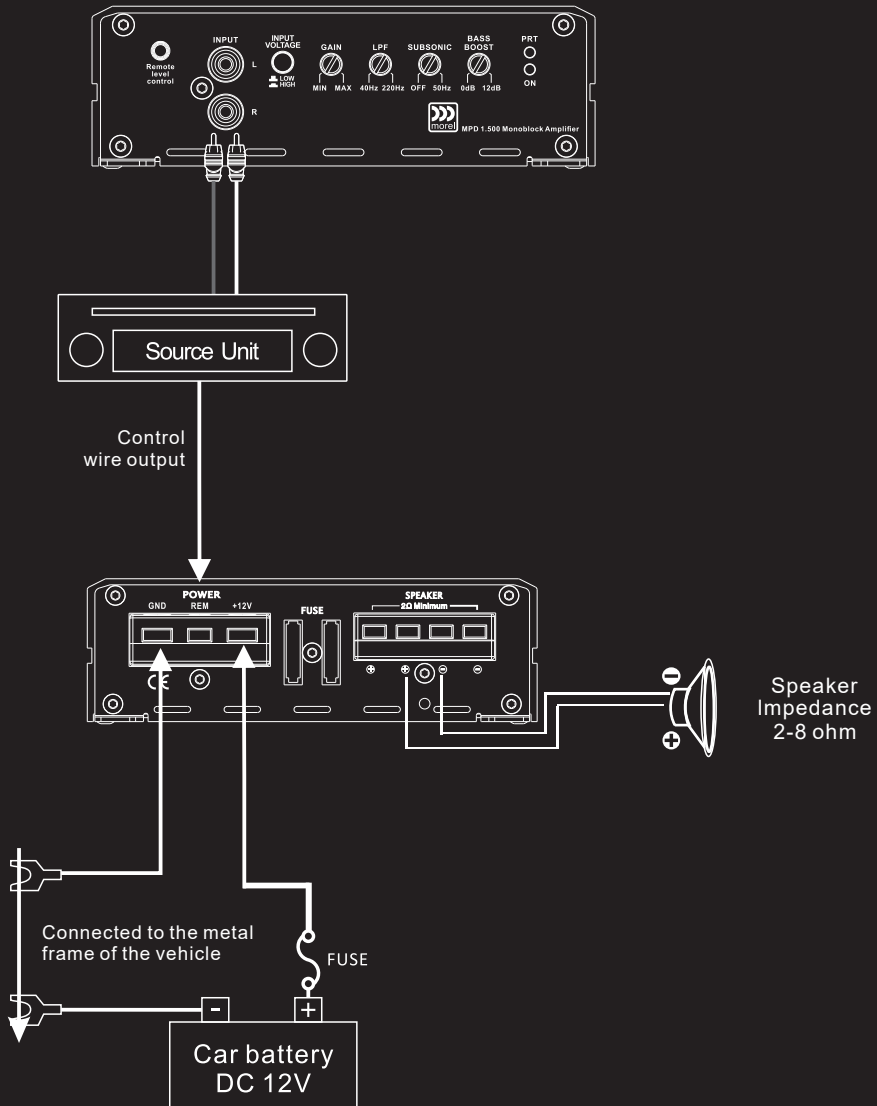 INPUT
L
R
Remote
level
control
INPUT
VOLTAGE
LOW
HIGH
GAIN
MIN MAX
LPF
40Hz 220Hz
SUBSONIC
OFF 50Hz
BASS
BOOST
0dB 12dB
PRT
ON
morel
MPD 1.500 Monoblock Amplifier
Source Unit
Control
wire output
POWER
GND REM +12V
CE
FUSE
SPEAKER
2Ω Minimum
+ + - -
-
+
Speaker
Impedance
2-8 ohm
Connected to the metal
frame of the vehicle
FUSE
- +
Car battery
DC 12V